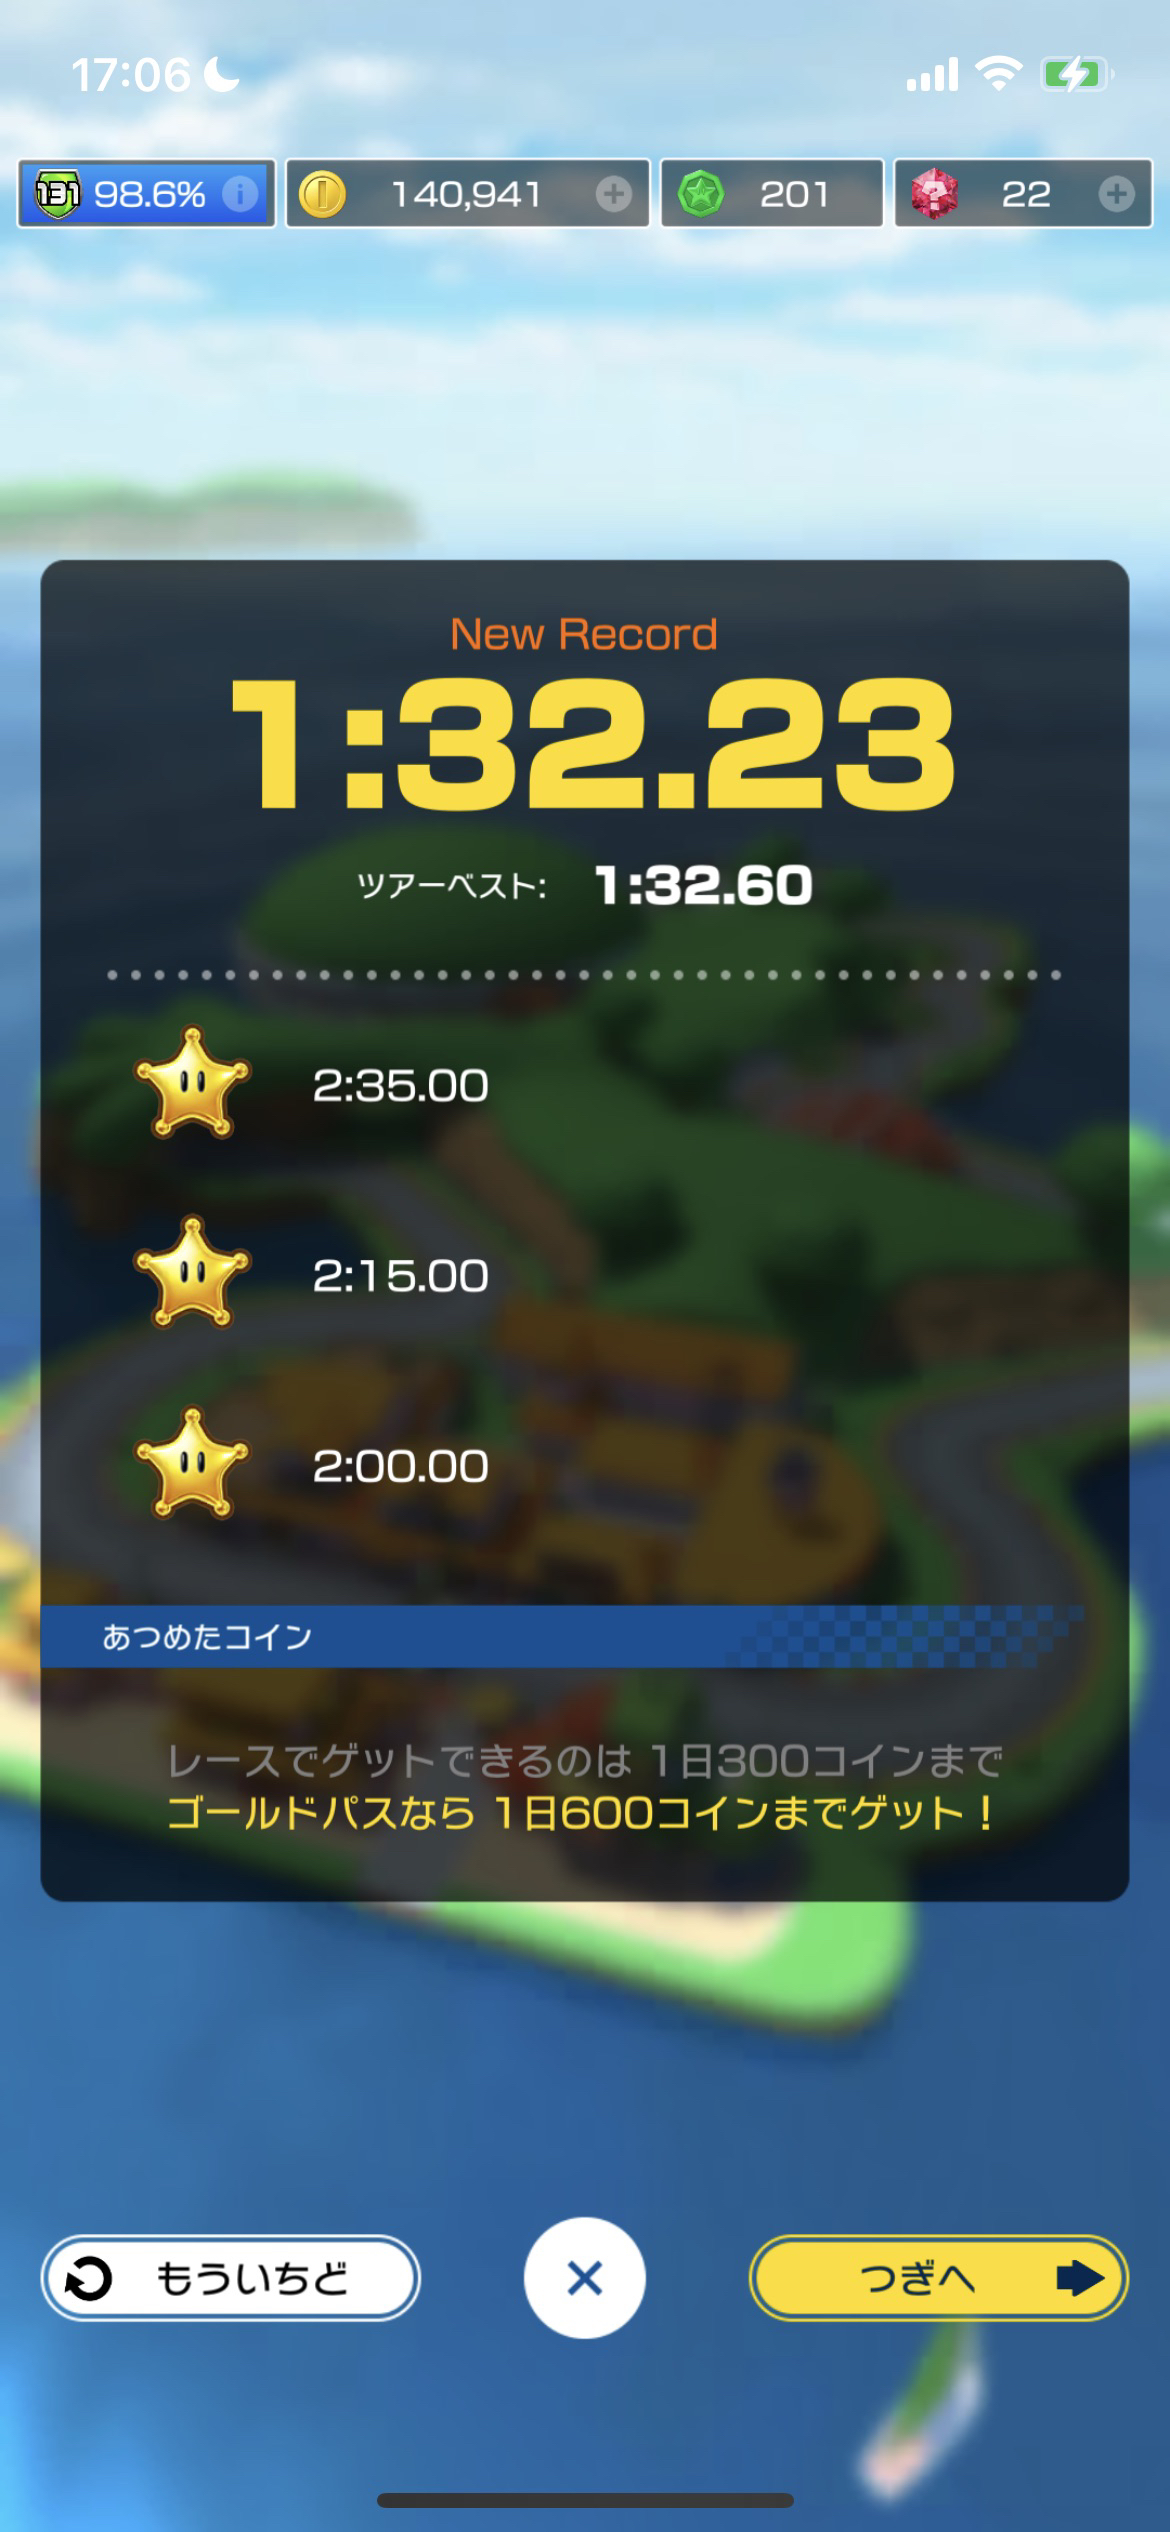 17:06
131 98.6% 140,941 201 22
New Record
1:32.23
ツアーベスト: 1:32.60
2:35.00
2:15.00
2:00.00
あつめたコイン
レースでゲットできるのは 1日300コインまで
ゴールドパスなら 1日600コインまでゲット！
もういちど つぎへ